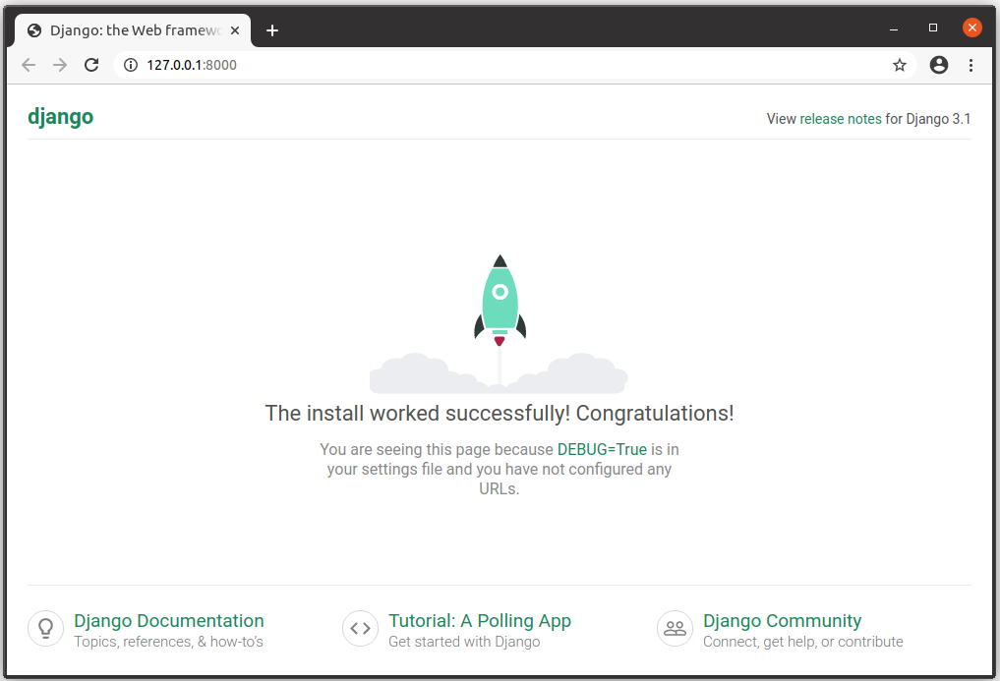 Django: the Web framewo
127.0.0.1:8000
django
View release notes for Django 3.1
The install worked successfully! Congratulations!
You are seeing this page because DEBUG=True is in
your settings file and you have not configured any
URLs.
Django Documentation
Topics, references, & how-to's
Tutorial: A Polling App
Get started with Django
Django Community
Connect, get help, or contribute